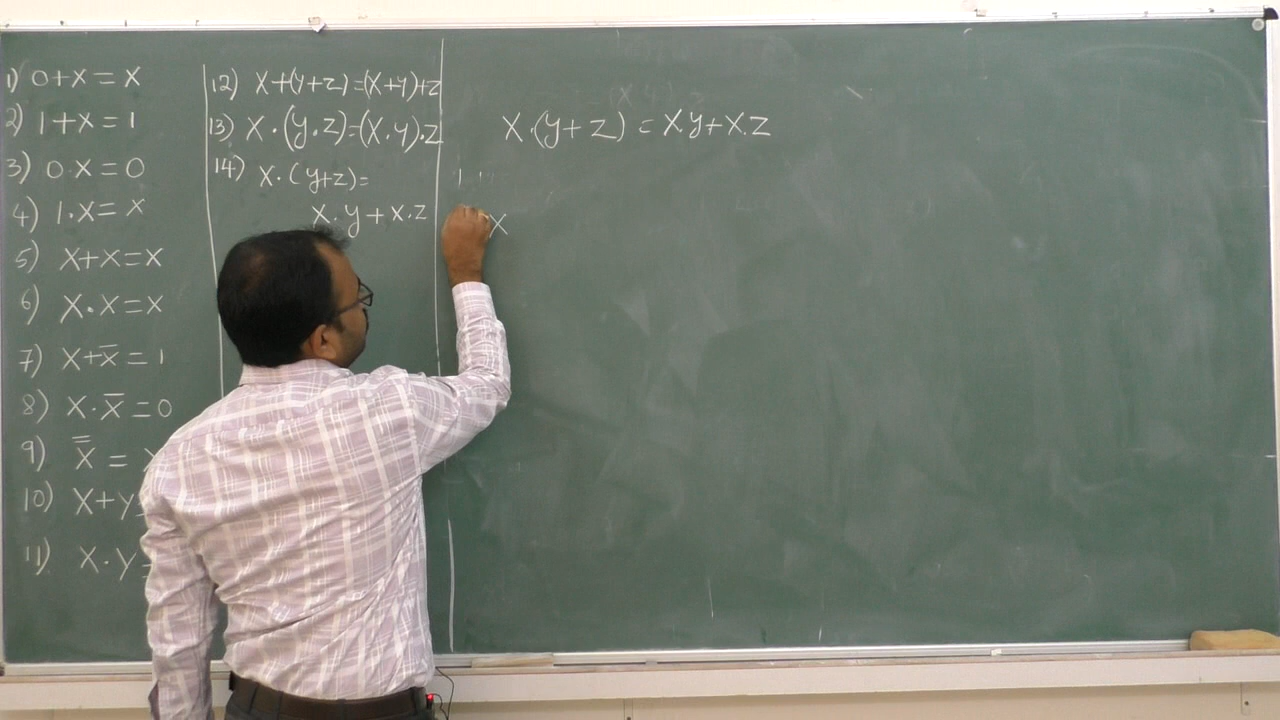 1) 0+x=x
2) 1+x=1
3) 0.x=0
4) 1.x=x
5) x+x=x
6) x.x=x
7) x+x̅=1
8) x.x̅=0
9) x̿=
10) x+y=
11) x.y=
12) x+(y+z)=(x+y)+z
13) x.(y.z)=(x.y).z
14) x.(y+z)=
x.y+x.z
x.(y+z)=x.y+x.z
x